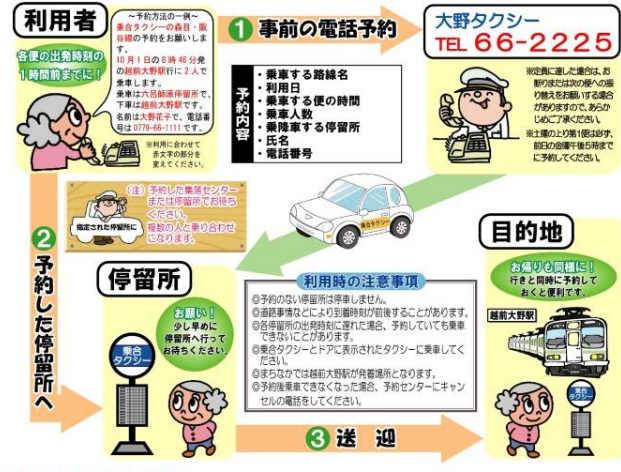 利用者
～予約方法の一例～
乗合タクシーの森目・阪
谷線の予約をお願いしま
す。
10月1日の8時46分発
の越前大野駅行に2人で
乗車します。
乗車は六呂師原停留所で、
下車は越前大野駅です。
名前は大野花子で、電話番
号は0779-66-1111です。
※利用に合わせて
赤文字の部分を
変えてください。
各便の出発時刻の
1時間前までに！
1 事前の電話予約
予約内容
・乗車する路線名
・利用日
・乗車する便の時間
・乗車人数
・乗降車する停留所
・氏名
・電話番号
大野タクシー
TEL 66-2225
※定員に達した場合は、お
断りまたは次の便への振
り替えをお願いする場合
がありますので、あらか
じめご了承ください。
※土曜の上り第1便は必ず、
前日の金曜午後5時まで
に予約してください。
2 予約した停留所へ
指定された停留所に
（注）予約した集落センター
または停留所でお待ち
ください。
複数の人と乗り合わせ
になります。
乗合タクシー
停留所
お願い！
少し早めに
停留所へ行って
お待ちください。
乗合
タクシー
利用時の注意事項
◎予約のない停留所は停車しません。
◎道路事情などにより到着時刻が前後することがあります。
◎各停留所の出発時刻に遅れた場合、予約していても乗車
できないことがあります。
◎乗合タクシーとドアに表示されたタクシーに乗車してく
ださい。
◎まちなかでは越前大野駅が発着場所となります。
◎予約後乗車できなくなった場合、予約センターにキャン
セルの電話をしてください。
3 送迎
目的地
お帰りも同様に！
行きと同時に予約して
おくと便利です。
越前大野駅
乗合
タクシー